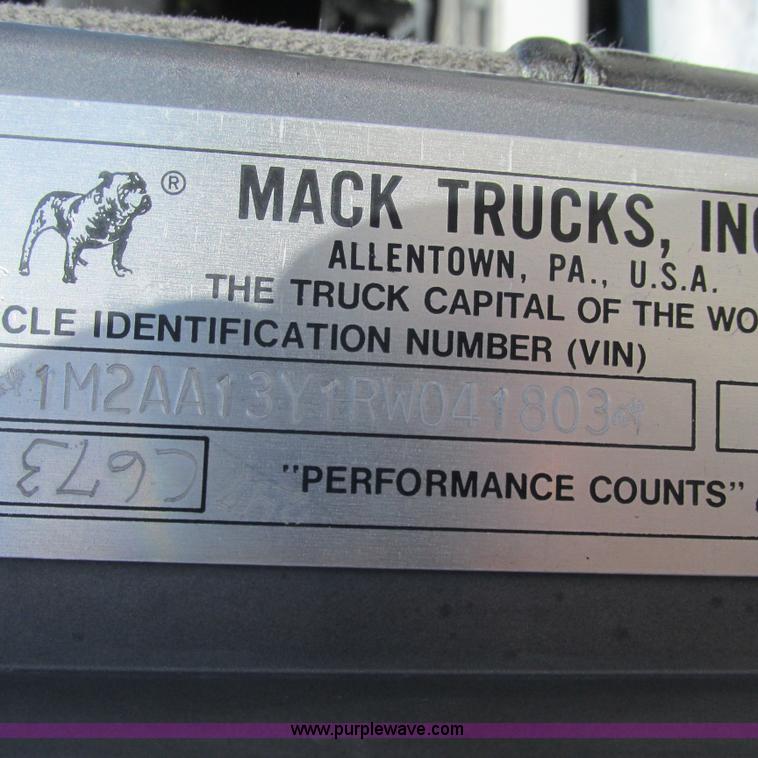 ®
MACK TRUCKS, INC
ALLENTOWN, PA., U.S.A.
THE TRUCK CAPITAL OF THE WO
CLE IDENTIFICATION NUMBER (VIN)
1M2AA13Y1RW041803
C673
"PERFORMANCE COUNTS"
www.purplewave.com